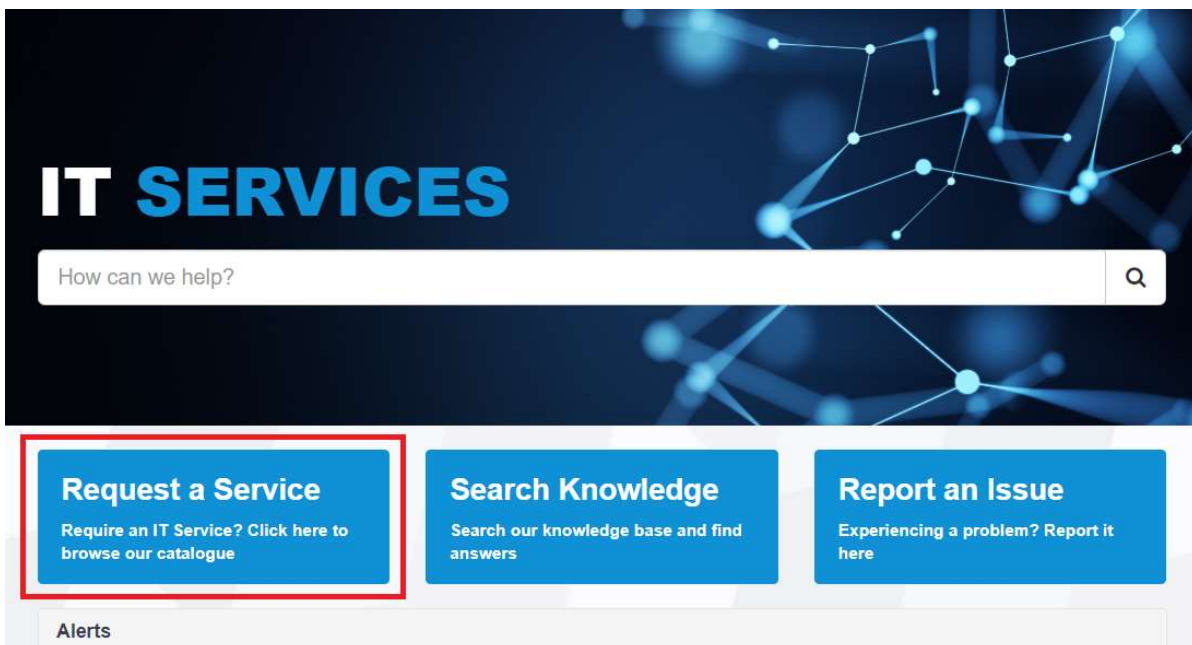 IT SERVICES
How can we help?
Request a Service
Require an IT Service? Click here to
browse our catalogue
Search Knowledge
Search our knowledge base and find
answers
Report an Issue
Experiencing a problem? Report it
here
Alerts